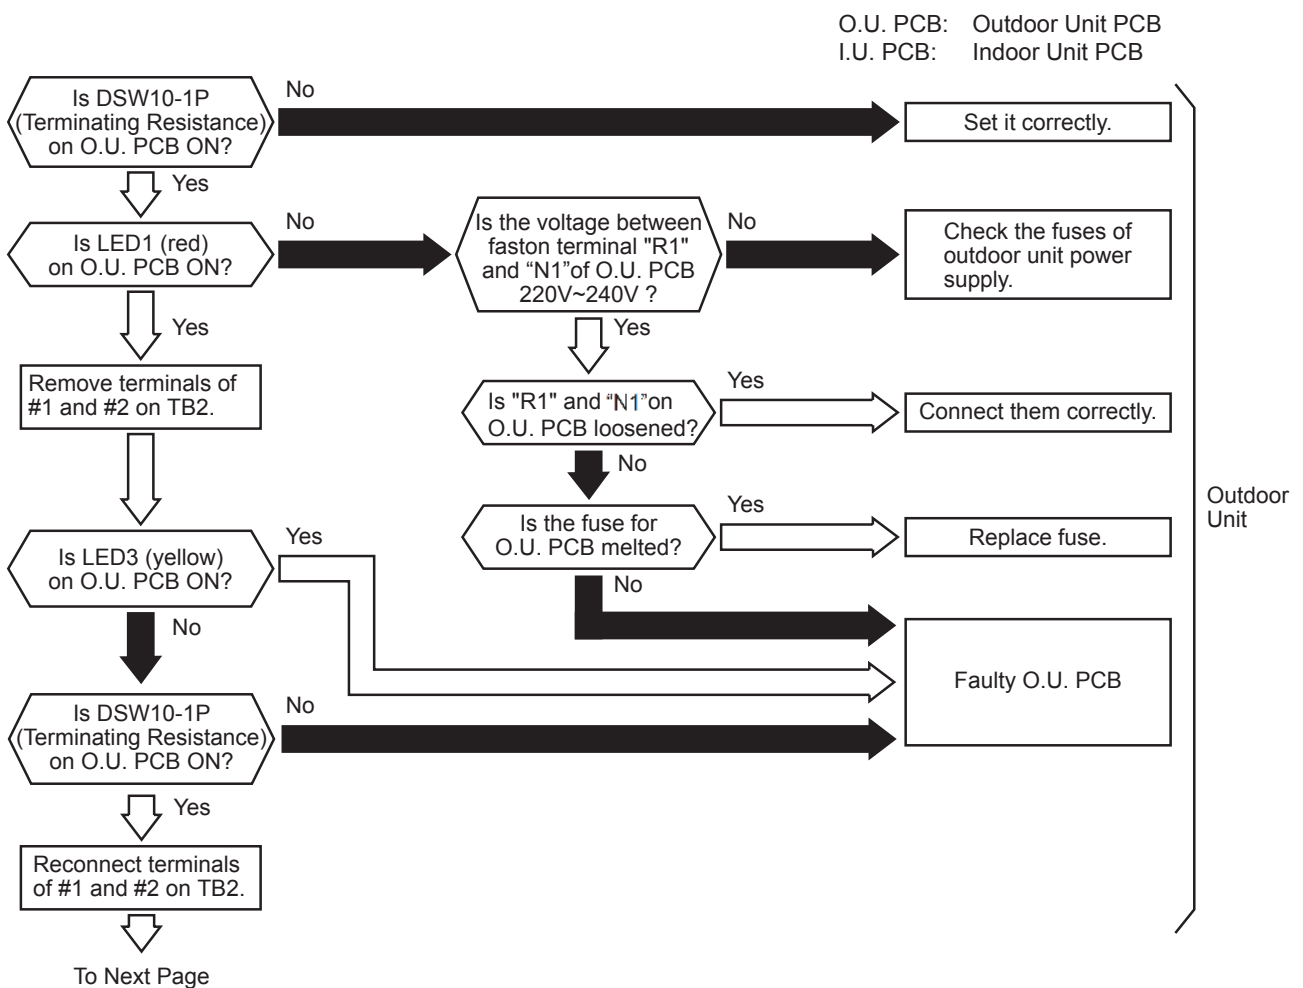 O.U. PCB: Outdoor Unit PCB
I.U. PCB: Indoor Unit PCB
Is DSW10-1P
(Terminating Resistance)
on O.U. PCB ON?
No
Set it correctly.
Yes
Is LED1 (red)
on O.U. PCB ON?
No
Is the voltage between
faston terminal "R1"
and “N1”of O.U. PCB
220V~240V ?
No
Check the fuses of
outdoor unit power
supply.
Yes
Yes
Remove terminals of
#1 and #2 on TB2.
Is "R1" and “N1”on
O.U. PCB loosened?
Yes
Connect them correctly.
No
Is the fuse for
O.U. PCB melted?
Yes
Replace fuse.
Outdoor
Unit
Is LED3 (yellow)
on O.U. PCB ON?
Yes
No
No
Faulty O.U. PCB
Is DSW10-1P
(Terminating Resistance)
on O.U. PCB ON?
No
Yes
Reconnect terminals
of #1 and #2 on TB2.
To Next Page